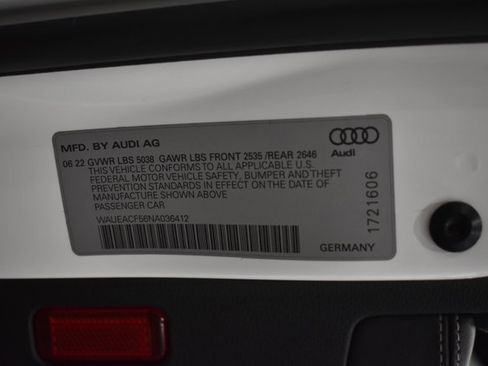 MFD. BY AUDI AG
Audi
06 22 GVWR LBS 5038 GAWR LBS FRONT 2535 /REAR 2646
THIS VEHICLE CONFORMS TO ALL APPLICABLE U.S.
FEDERAL MOTOR VEHICLE SAFETY, BUMPER AND THEFT
PREVENTION STANDARDS IN EFFECT ON THE DATE OF
MANUFACTURE SHOWN ABOVE
PASSENGER CAR
WAUEACF56NA036412
1721606
GERMANY